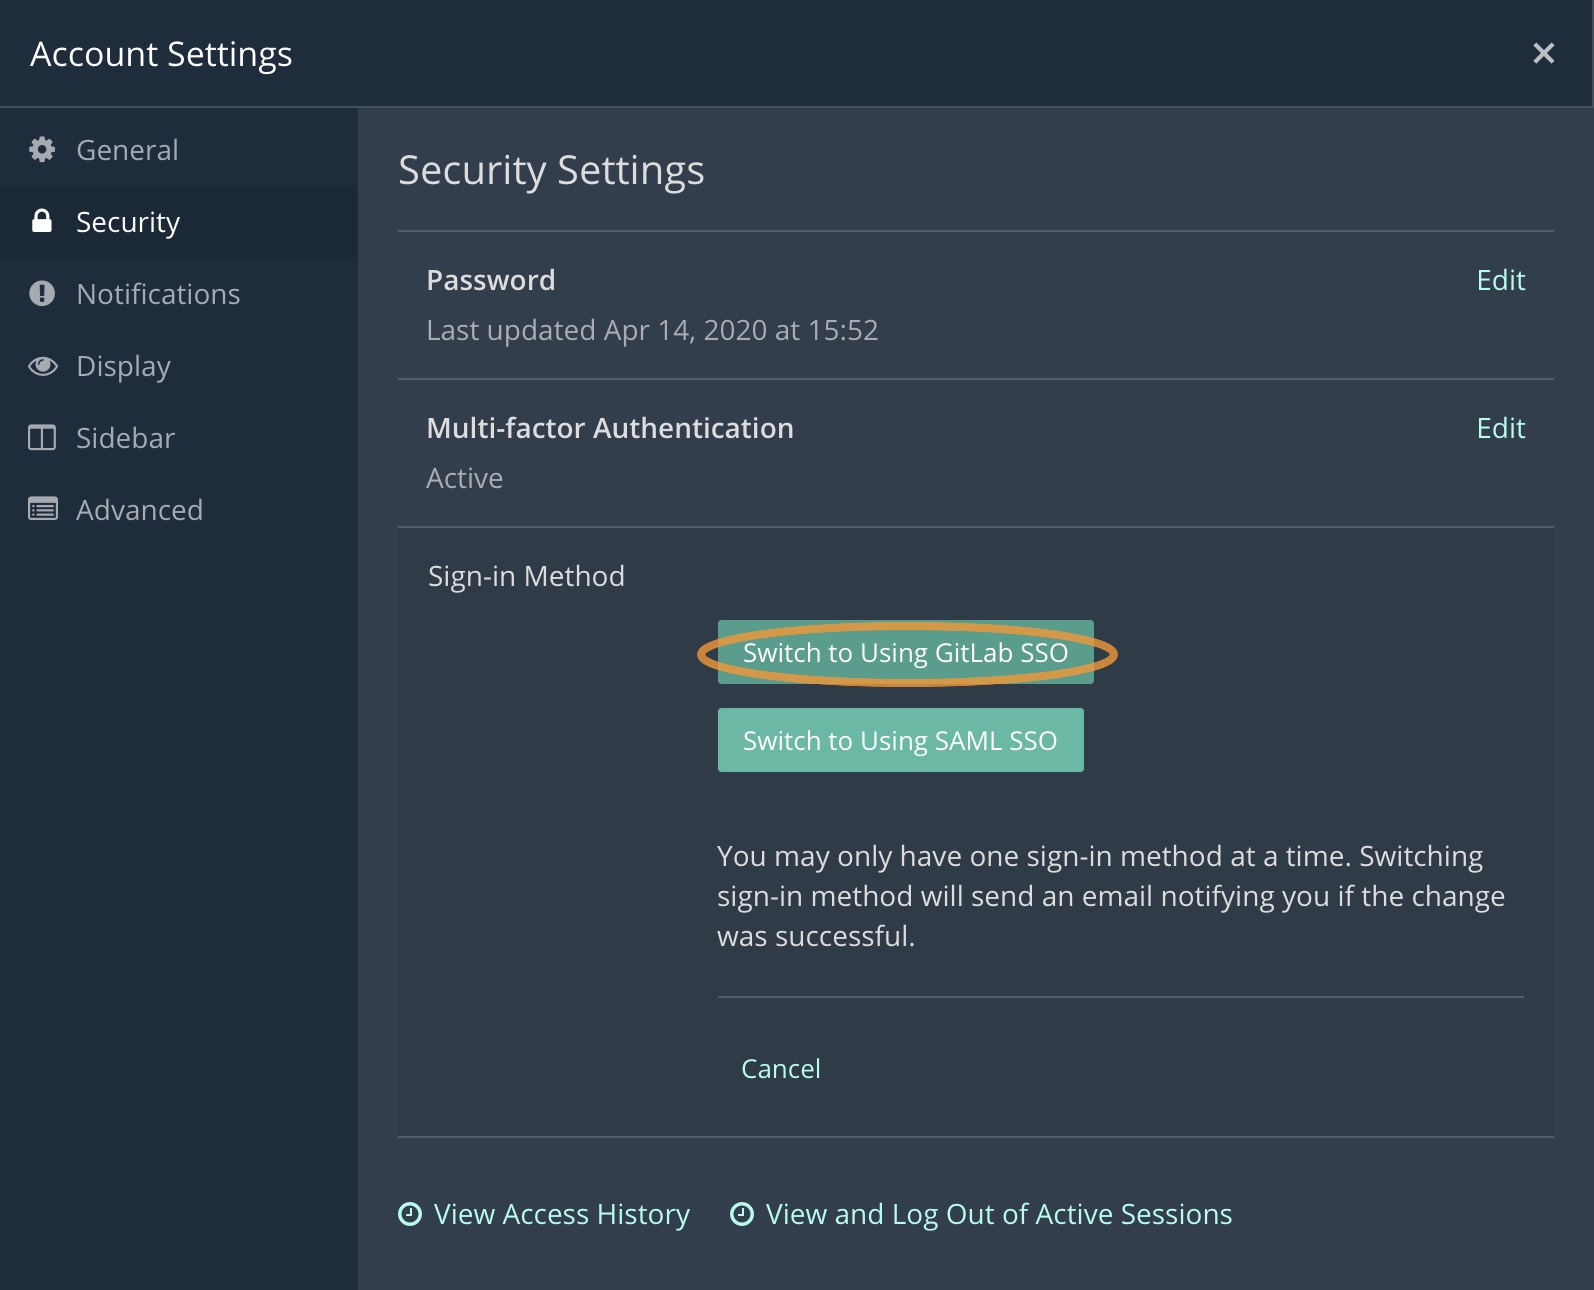 Account Settings
General
Security
Notifications
Display
Sidebar
Advanced
Security Settings
Password
Edit
Last updated Apr 14, 2020 at 15:52
Multi-factor Authentication
Edit
Active
Sign-in Method
Switch to Using GitLab SSO
Switch to Using SAML SSO
You may only have one sign-in method at a time. Switching
sign-in method will send an email notifying you if the change
was successful.
Cancel
View Access History
View and Log Out of Active Sessions